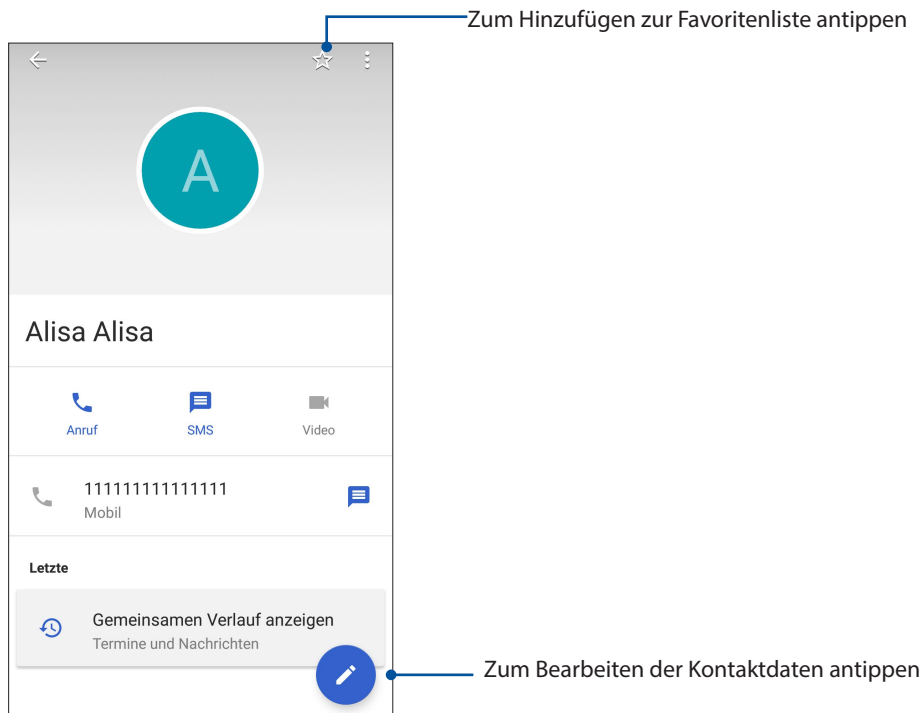 Zum Hinzufügen zur Favoritenliste antippen
A
Alisa Alisa
Anruf SMS Video
111111111111111
Mobil
Letzte
Gemeinsamen Verlauf anzeigen
Termine und Nachrichten
Zum Bearbeiten der Kontaktdaten antippen